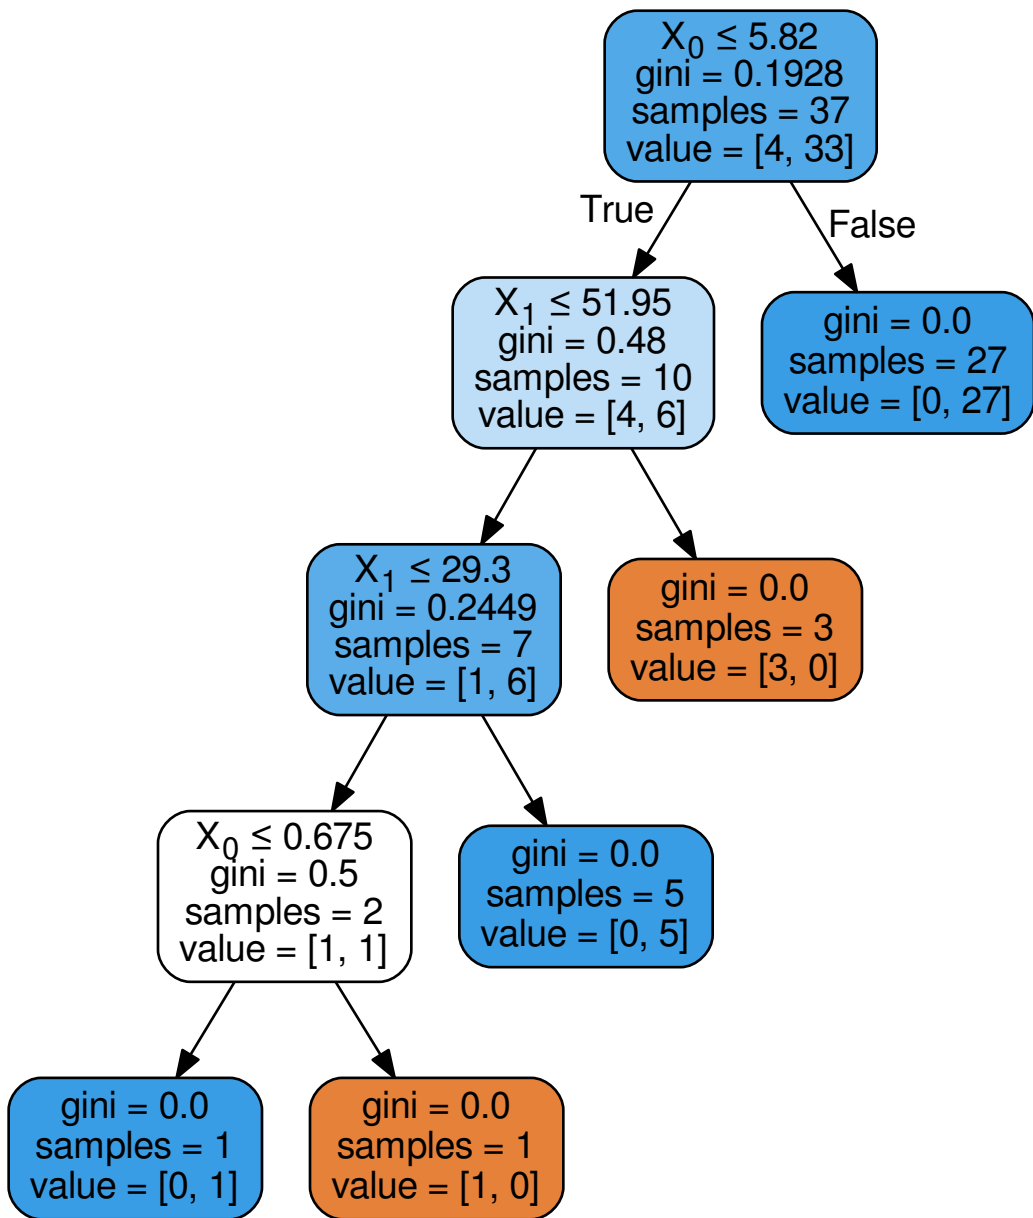 X₀ ≤ 5.82
gini = 0.1928
samples = 37
value = [4, 33]
True
False
X₁ ≤ 51.95
gini = 0.48
samples = 10
value = [4, 6]
gini = 0.0
samples = 27
value = [0, 27]
X₁ ≤ 29.3
gini = 0.2449
samples = 7
value = [1, 6]
gini = 0.0
samples = 3
value = [3, 0]
X₀ ≤ 0.675
gini = 0.5
samples = 2
value = [1, 1]
gini = 0.0
samples = 5
value = [0, 5]
gini = 0.0
samples = 1
value = [0, 1]
gini = 0.0
samples = 1
value = [1, 0]